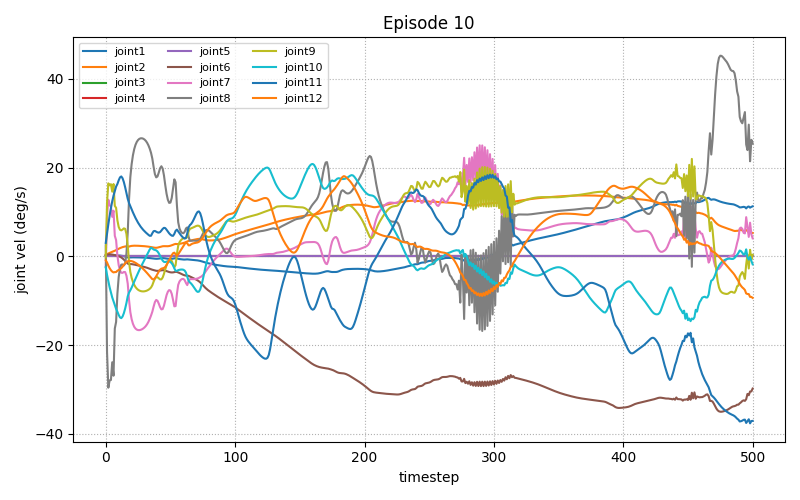 Episode 10
joint vel (deg/s)
40
20
0
−20
−40
joint1
joint2
joint3
joint4
joint5
joint6
joint7
joint8
joint9
joint10
joint11
joint12
0
100
200
300
400
500
timestep